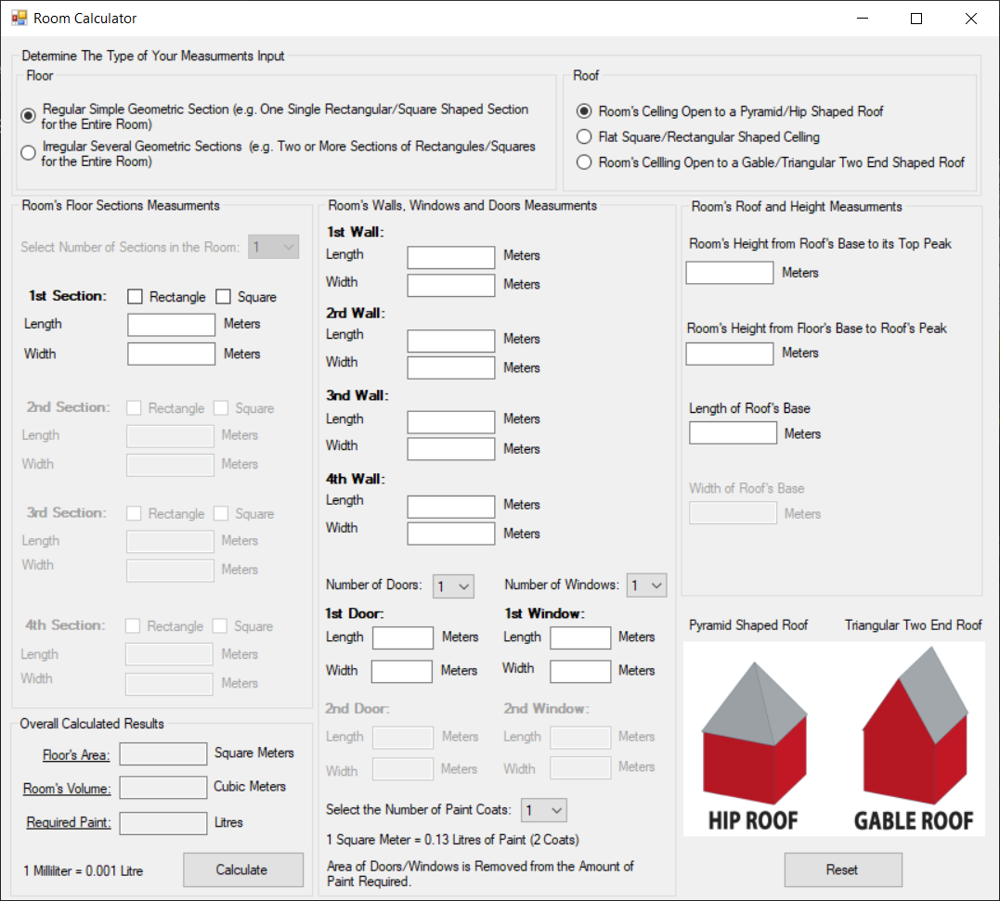 Room Calculator
Determine The Type of Your Measurments Input
Floor
Regular Simple Geometric Section (e.g. One Single Rectangular/Square Shaped Section
for the Entire Room)
Irregular Several Geometric Sections (e.g. Two or More Sections of Rectangules/Squares
for the Entire Room)
Roof
Room's Celling Open to a Pyramid/Hip Shaped Roof
Flat Square/Rectangular Shaped Celling
Room's Cellling Open to a Gable/Triangular Two End Shaped Roof
Room's Floor Sections Measurments
Select Number of Sections in the Room: 1
1st Section: Rectangle Square
Length Meters
Width Meters
2nd Section: Rectangle Square
Length Meters
Width Meters
3rd Section: Rectangle Square
Length Meters
Width Meters
4th Section: Rectangle Square
Length Meters
Width Meters
Overall Calculated Results
Floor's Area: Square Meters
Room's Volume: Cubic Meters
Required Paint: Litres
1 Milliliter = 0.001 Litre
Calculate
Room's Walls, Windows and Doors Measurments
1st Wall:
Length Meters
Width Meters
2rd Wall:
Length Meters
Width Meters
3nd Wall:
Length Meters
Width Meters
4th Wall:
Length Meters
Width Meters
Number of Doors: 1 Number of Windows: 1
1st Door: 1st Window:
Length Meters Length Meters
Width Meters Width Meters
2nd Door: 2nd Window:
Length Meters Length Meters
Width Meters Width Meters
Select the Number of Paint Coats: 1
1 Square Meter = 0.13 Litres of Paint (2 Coats)
Area of Doors/Windows is Removed from the Amount of
Paint Required.
Room's Roof and Height Measurments
Room's Height from Roof's Base to its Top Peak
Meters
Room's Height from Floor's Base to Roof's Peak
Meters
Length of Roof's Base
Meters
Width of Roof's Base
Meters
Pyramid Shaped Roof Triangular Two End Roof
HIP ROOF GABLE ROOF
Reset